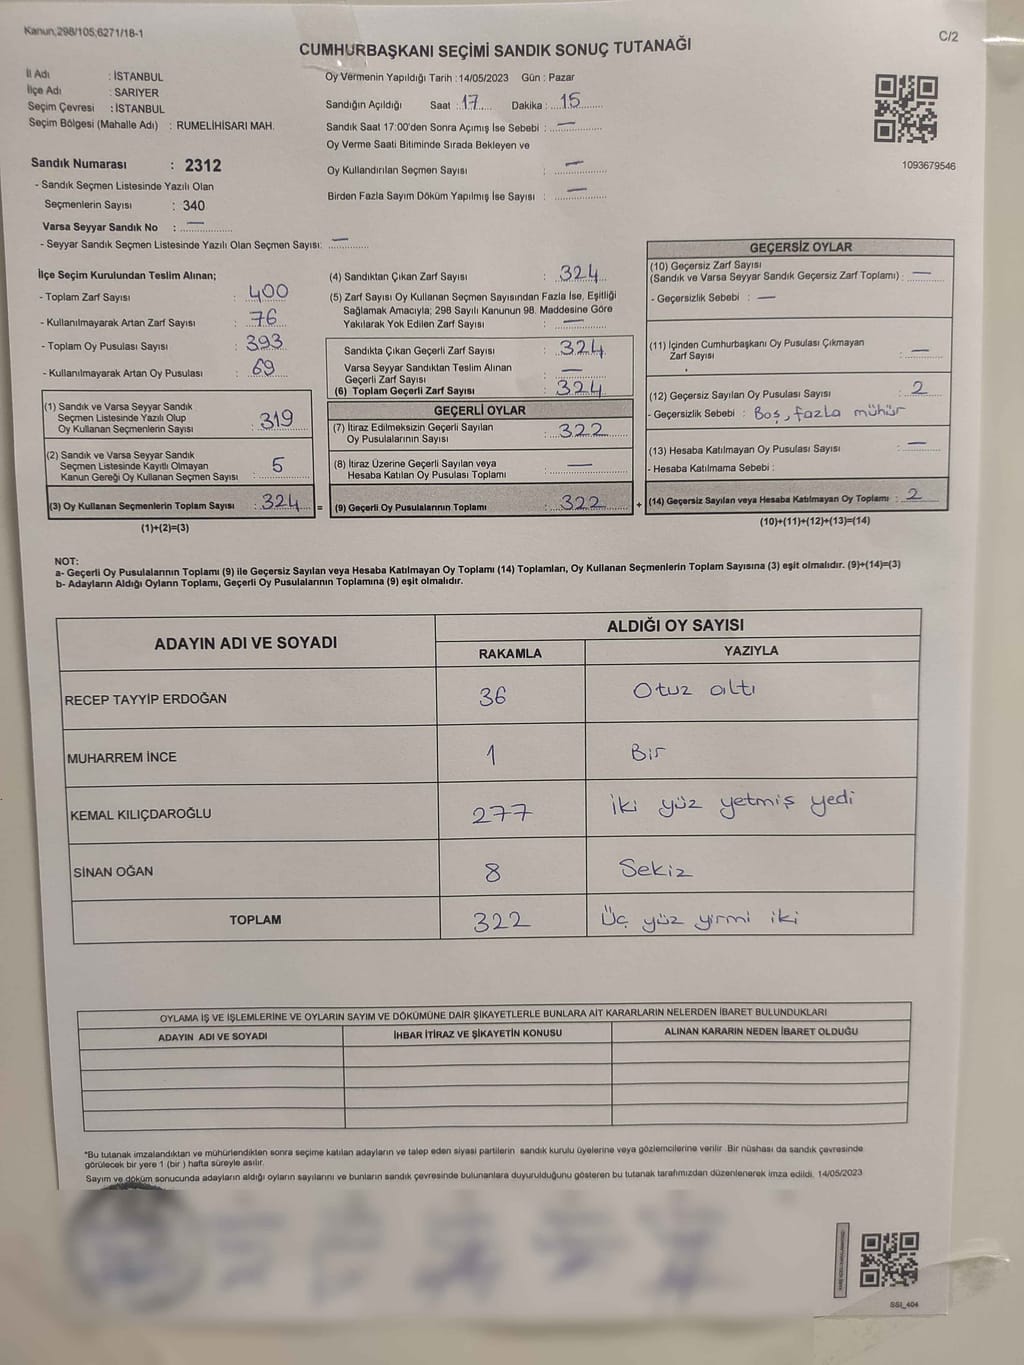 Kanun,298/105,6271/18-1
C/2
CUMHURBAŞKANI SEÇİMİ SANDIK SONUÇ TUTANAĞI
İl Adı : İSTANBUL
İlçe Adı : SARIYER
Seçim Çevresi : İSTANBUL
Seçim Bölgesi (Mahalle Adı) : RUMELİHİSARI MAH.
Sandık Numarası : 2312
- Sandık Seçmen Listesinde Yazılı Olan
Seçmenlerin Sayısı : 340
Varsa Seyyar Sandık No : —
- Seyyar Sandık Seçmen Listesinde Yazılı Olan Seçmen Sayısı: —
Oy Vermenin Yapıldığı Tarih : 14/05/2023 Gün : Pazar
Sandığın Açıldığı Saat : 17 Dakika : 15
Sandık Saat 17:00'den Sonra Açımış İse Sebebi : —
Oy Verme Saati Bitiminde Sırada Bekleyen ve
Oy Kullandırılan Seçmen Sayısı : —
Birden Fazla Sayım Döküm Yapılmış İse Sayısı : —
1093679546
İlçe Seçim Kurulundan Teslim Alınan;
- Toplam Zarf Sayısı : 400
- Kullanılmayarak Artan Zarf Sayısı : 76
- Toplam Oy Pusulası Sayısı : 393
- Kullanılmayarak Artan Oy Pusulası : 69
(1) Sandık ve Varsa Seyyar Sandık
Seçmen Listesinde Yazılı Olup
Oy Kullanan Seçmenlerin Sayısı : 319
(2) Sandık ve Varsa Seyyar Sandık
Seçmen Listesinde Kayıtlı Olmayan
Kanun Gereği Oy Kullanan Seçmen Sayısı : 5
(3) Oy Kullanan Seçmenlerin Toplam Sayısı : 324 =
(1)+(2)=(3)
(4) Sandıktan Çıkan Zarf Sayısı : 324
(5) Zarf Sayısı Oy Kullanan Seçmen Sayısından Fazla İse, Eşitliği
Sağlamak Amacıyla; 298 Sayılı Kanunun 98. Maddesine Göre
Yakılarak Yok Edilen Zarf Sayısı : —
Sandıkta Çıkan Geçerli Zarf Sayısı : 324
Varsa Seyyar Sandıktan Teslim Alınan
Geçerli Zarf Sayısı : —
(6) Toplam Geçerli Zarf Sayısı : 324
GEÇERLİ OYLAR
(7) İtiraz Edilmeksizin Geçerli Sayılan
Oy Pusulalarının Sayısı : 322
(8) İtiraz Üzerine Geçerli Sayılan veya
Hesaba Katılan Oy Pusulası Toplamı : —
(9) Geçerli Oy Pusulalarının Toplamı : 322 +
GEÇERSİZ OYLAR
(10) Geçersiz Zarf Sayısı
(Sandık ve Varsa Seyyar Sandık Geçersiz Zarf Toplamı) : —
- Geçersizlik Sebebi : —
(11) İçinden Cumhurbaşkanı Oy Pusulası Çıkmayan
Zarf Sayısı : —
(12) Geçersiz Sayılan Oy Pusulası Sayısı : 2
- Geçersizlik Sebebi : Boş, fazla mühür
(13) Hesaba Katılmayan Oy Pusulası Sayısı : —
- Hesaba Katılmama Sebebi :
(14) Geçersiz Sayılan veya Hesaba Katılmayan Oy Toplamı : 2
(10)+(11)+(12)+(13)=(14)
NOT:
a- Geçerli Oy Pusulalarının Toplamı (9) ile Geçersiz Sayılan veya Hesaba Katılmayan Oy Toplamı (14) Toplamları, Oy Kullanan Seçmenlerin Toplam Sayısına (3) eşit olmalıdır. (9)+(14)=(3)
b- Adayların Aldığı Oyların Toplamı, Geçerli Oy Pusulalarının Toplamına (9) eşit olmalıdır.
ADAYIN ADI VE SOYADI ALDIĞI OY SAYISI
RAKAMLA YAZIYLA
RECEP TAYYİP ERDOĞAN 36 Otuz altı
MUHARREM İNCE 1 Bir
KEMAL KILIÇDAROĞLU 277 iki yüz yetmiş yedi
SİNAN OĞAN 8 Sekiz
TOPLAM 322 Üç yüz yirmi iki
OYLAMA İŞ VE İŞLEMLERİNE VE OYLARIN SAYIM VE DÖKÜMÜNE DAİR ŞİKAYETLERLE BUNLARA AİT KARARLARIN NELERDEN İBARET BULUNDUKLARI
ADAYIN ADI VE SOYADI İHBAR İTİRAZ VE ŞİKAYETİN KONUSU ALINAN KARARIN NEDEN İBARET OLDUĞU
*Bu tutanak imzalandıktan ve mühürlendikten sonra seçime katılan adayların ve talep eden siyasi partilerin sandık kurulu üyelerine veya gözlemcilerine verilir .Bir nüshası da sandık çevresinde
görülecek bir yere 1 (bir ) hafta süreyle asılır.
Sayım ve döküm sonucunda adayların aldığı oyların sayılarını ve bunların sandık çevresinde bulunanlara duyurulduğunu gösteren bu tutanak tarafımızdan düzenlenerek imza edildi. 14/05/2023
SSI_404